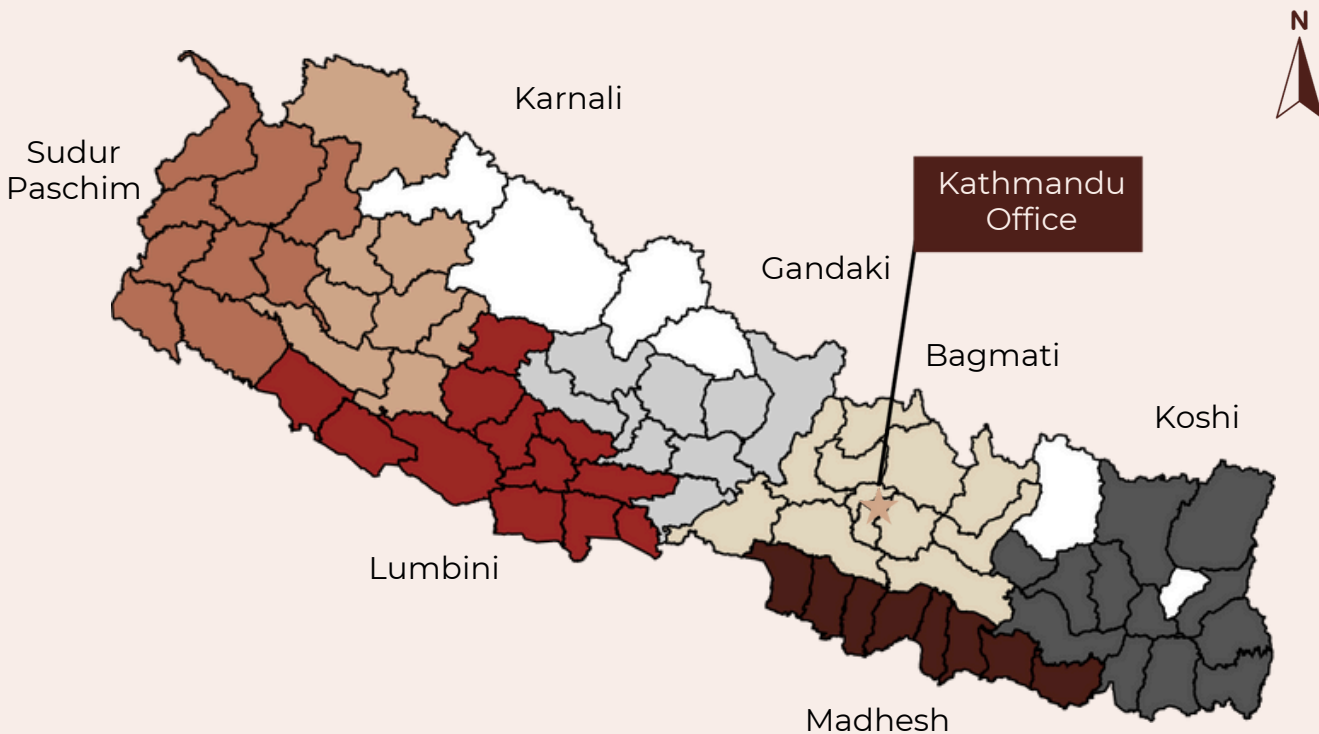 N
Karnali
Sudur
Paschim
Kathmandu
Office
Gandaki
Bagmati
Koshi
Lumbini
Madhesh